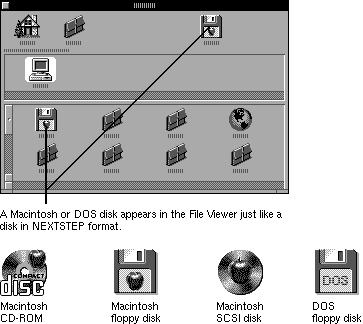 A Macintosh or DOS disk appears in the File Viewer just like a
disk in NEXTSTEP format.
COMPACT
disc
DOS
Macintosh
CD-ROM
Macintosh
floppy disk
Macintosh
SCSI disk
DOS
floppy disk